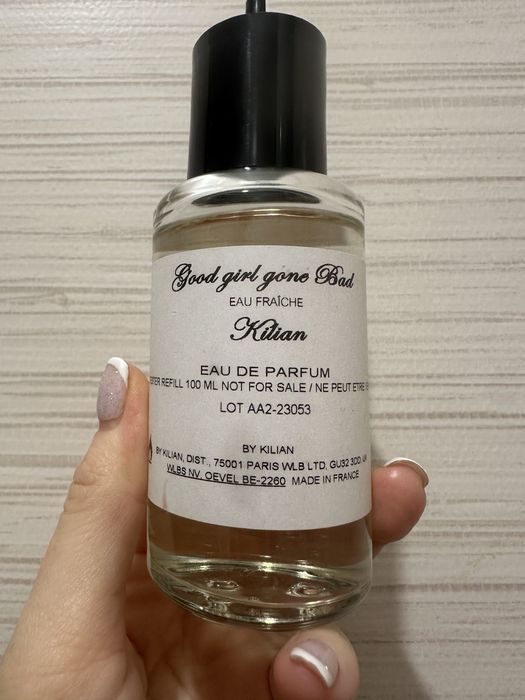 Good girl gone Bad
EAU FRAÎCHE
Kilian
EAU DE PARFUM
REFILL 100 ML NOT FOR SALE / NE PEUT.ETRE
LOT AA2-23053
BY KILIAN
BY KILIAN, DIST., 75001 PARIS WLB LTD, GU32 3DD, UK
WLBS NV, OEVEL BE-2260 MADE IN FRANCE